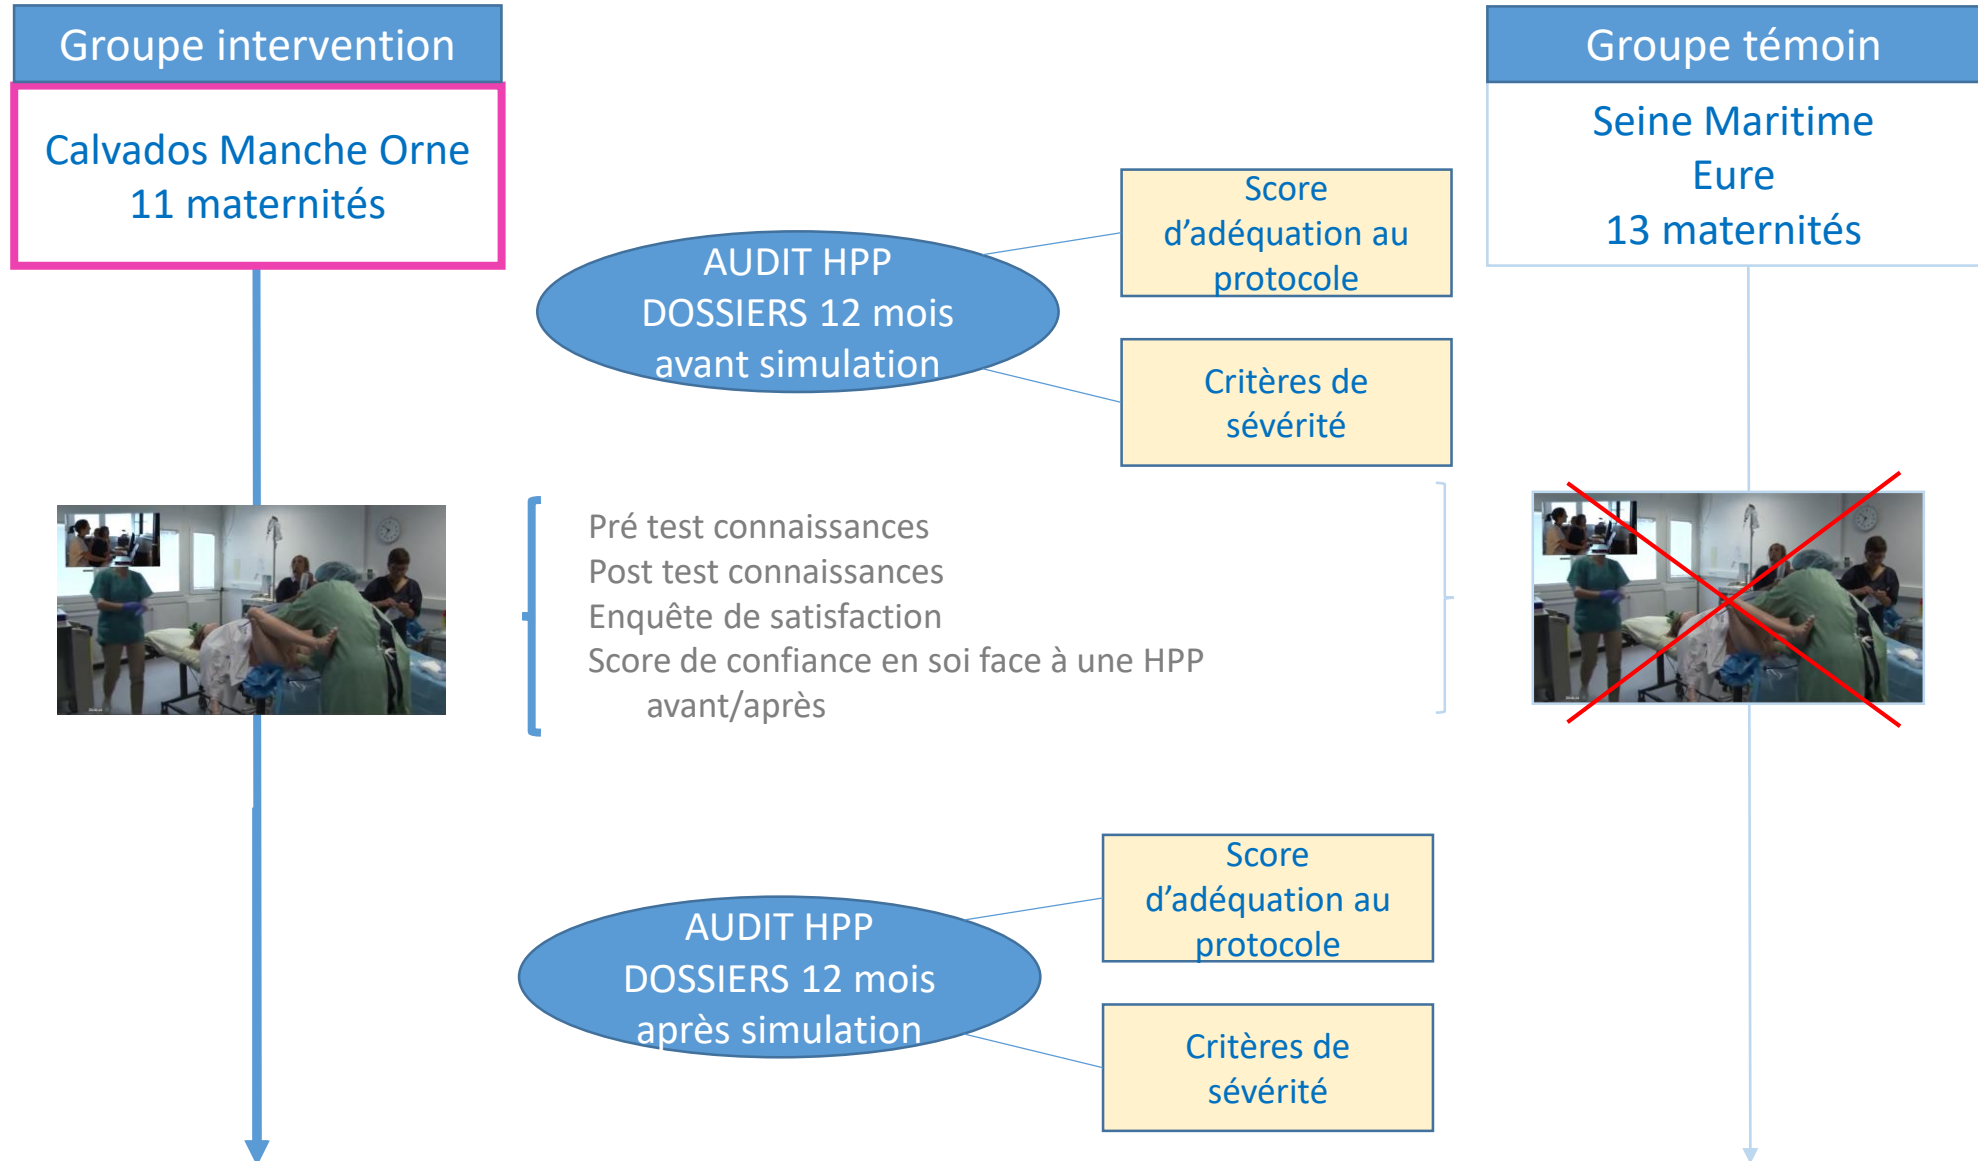 Groupe intervention
Calvados Manche Orne
11 maternités
Groupe témoin
Seine Maritime
Eure
13 maternités
AUDIT HPP
DOSSIERS 12 mois
avant simulation
Score
d’adéquation au
protocole
Critères de
sévérité
Pré test connaissances
Post test connaissances
Enquête de satisfaction
Score de confiance en soi face à une HPP
avant/après
AUDIT HPP
DOSSIERS 12 mois
après simulation
Score
d’adéquation au
protocole
Critères de
sévérité